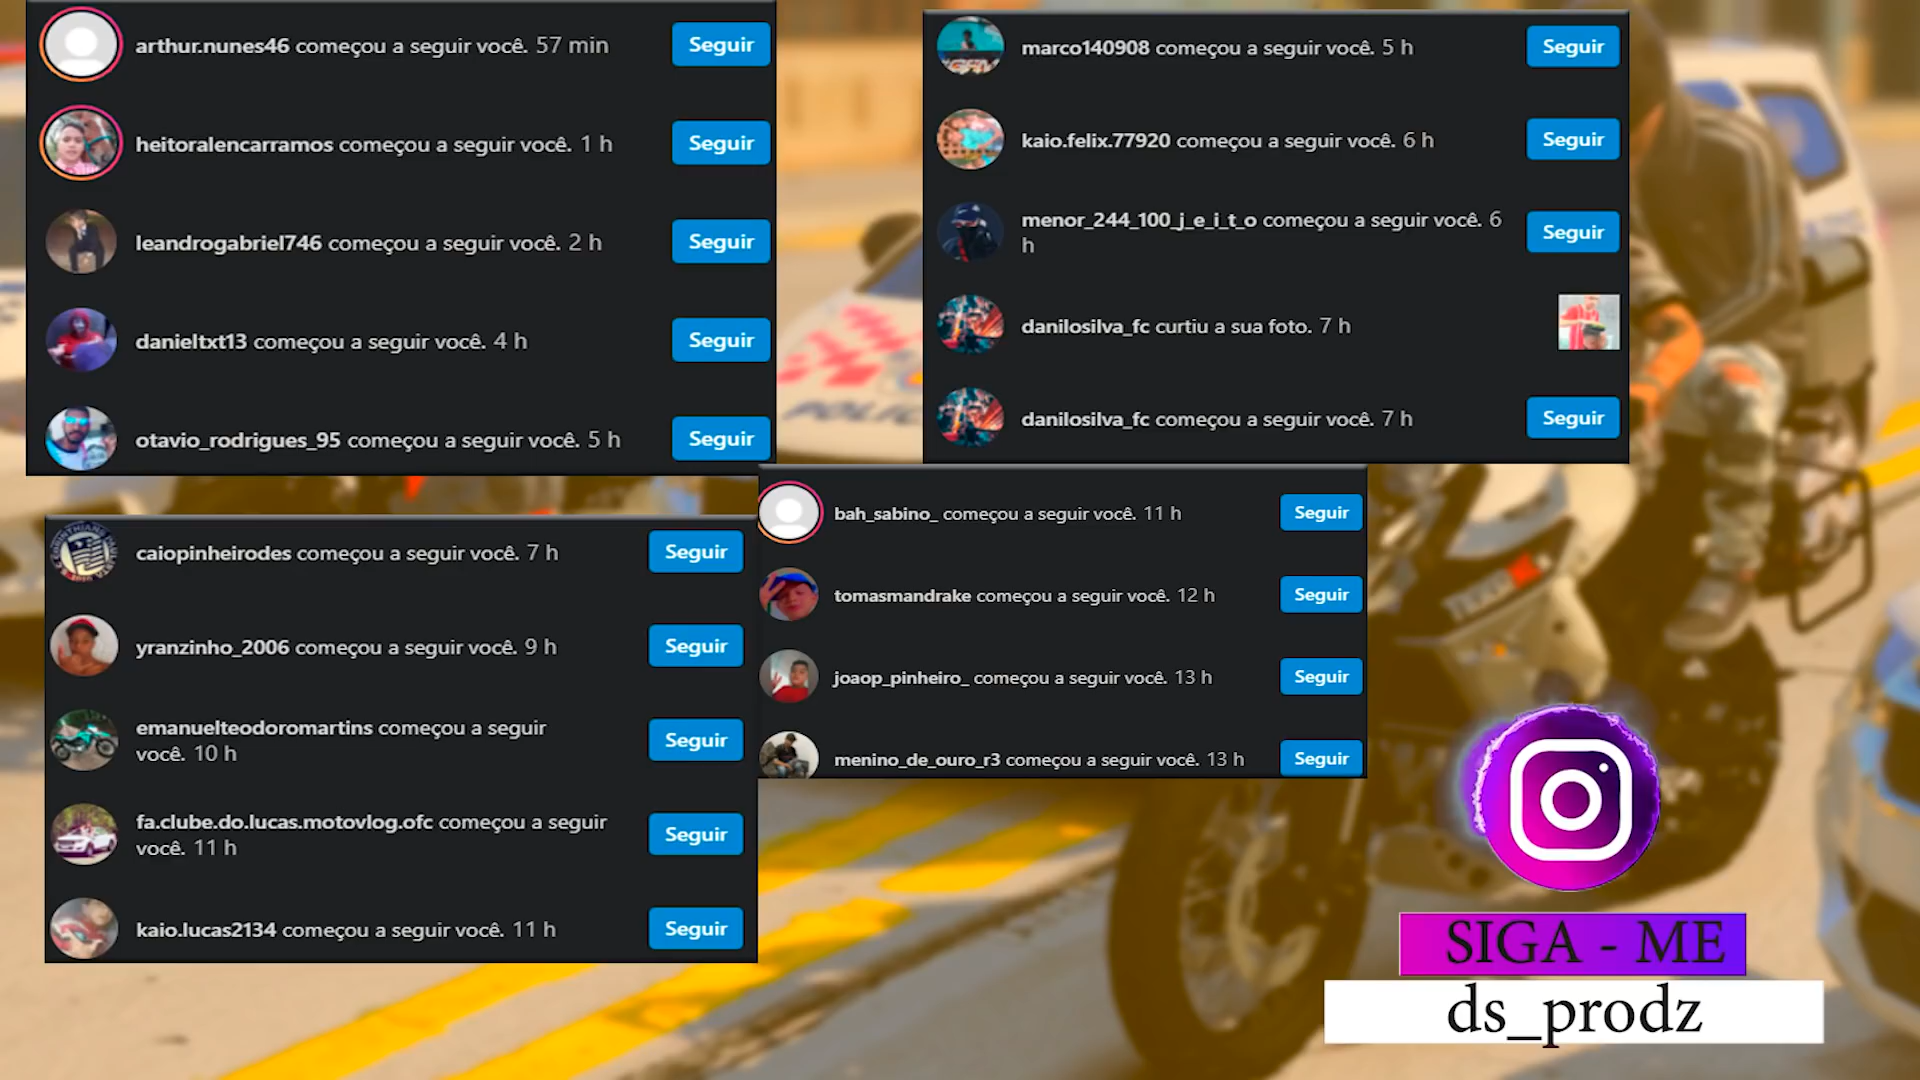 arthur.nunes46 começou a seguir você. 57 min
Seguir
heitoralencarramos começou a seguir você. 1 h
Seguir
leandrogabriel746 começou a seguir você. 2 h
Seguir
danieltxt13 começou a seguir você. 4 h
Seguir
otavio_rodrigues_95 começou a seguir você. 5 h
Seguir
marco140908 começou a seguir você. 5 h
Seguir
kaio.felix.77920 começou a seguir você. 6 h
Seguir
menor_244_100_j_e_i_t_o começou a seguir você. 6
h
Seguir
danilosilva_fc curtiu a sua foto. 7 h
danilosilva_fc começou a seguir você. 7 h
Seguir
caiopinheirodes começou a seguir você. 7 h
Seguir
yranzinho_2006 começou a seguir você. 9 h
Seguir
emanuelteodoromartins começou a seguir
você. 10 h
Seguir
fa.clube.do.lucas.motovlog.ofc começou a seguir
você. 11 h
Seguir
kaio.lucas2134 começou a seguir você. 11 h
Seguir
bah_sabino_ começou a seguir você. 11 h
Seguir
tomasmandrake começou a seguir você. 12 h
Seguir
joaop_pinheiro_ começou a seguir você. 13 h
Seguir
menino_de_ouro_r3 começou a seguir você. 13 h
Seguir
SIGA - ME
ds_prodz